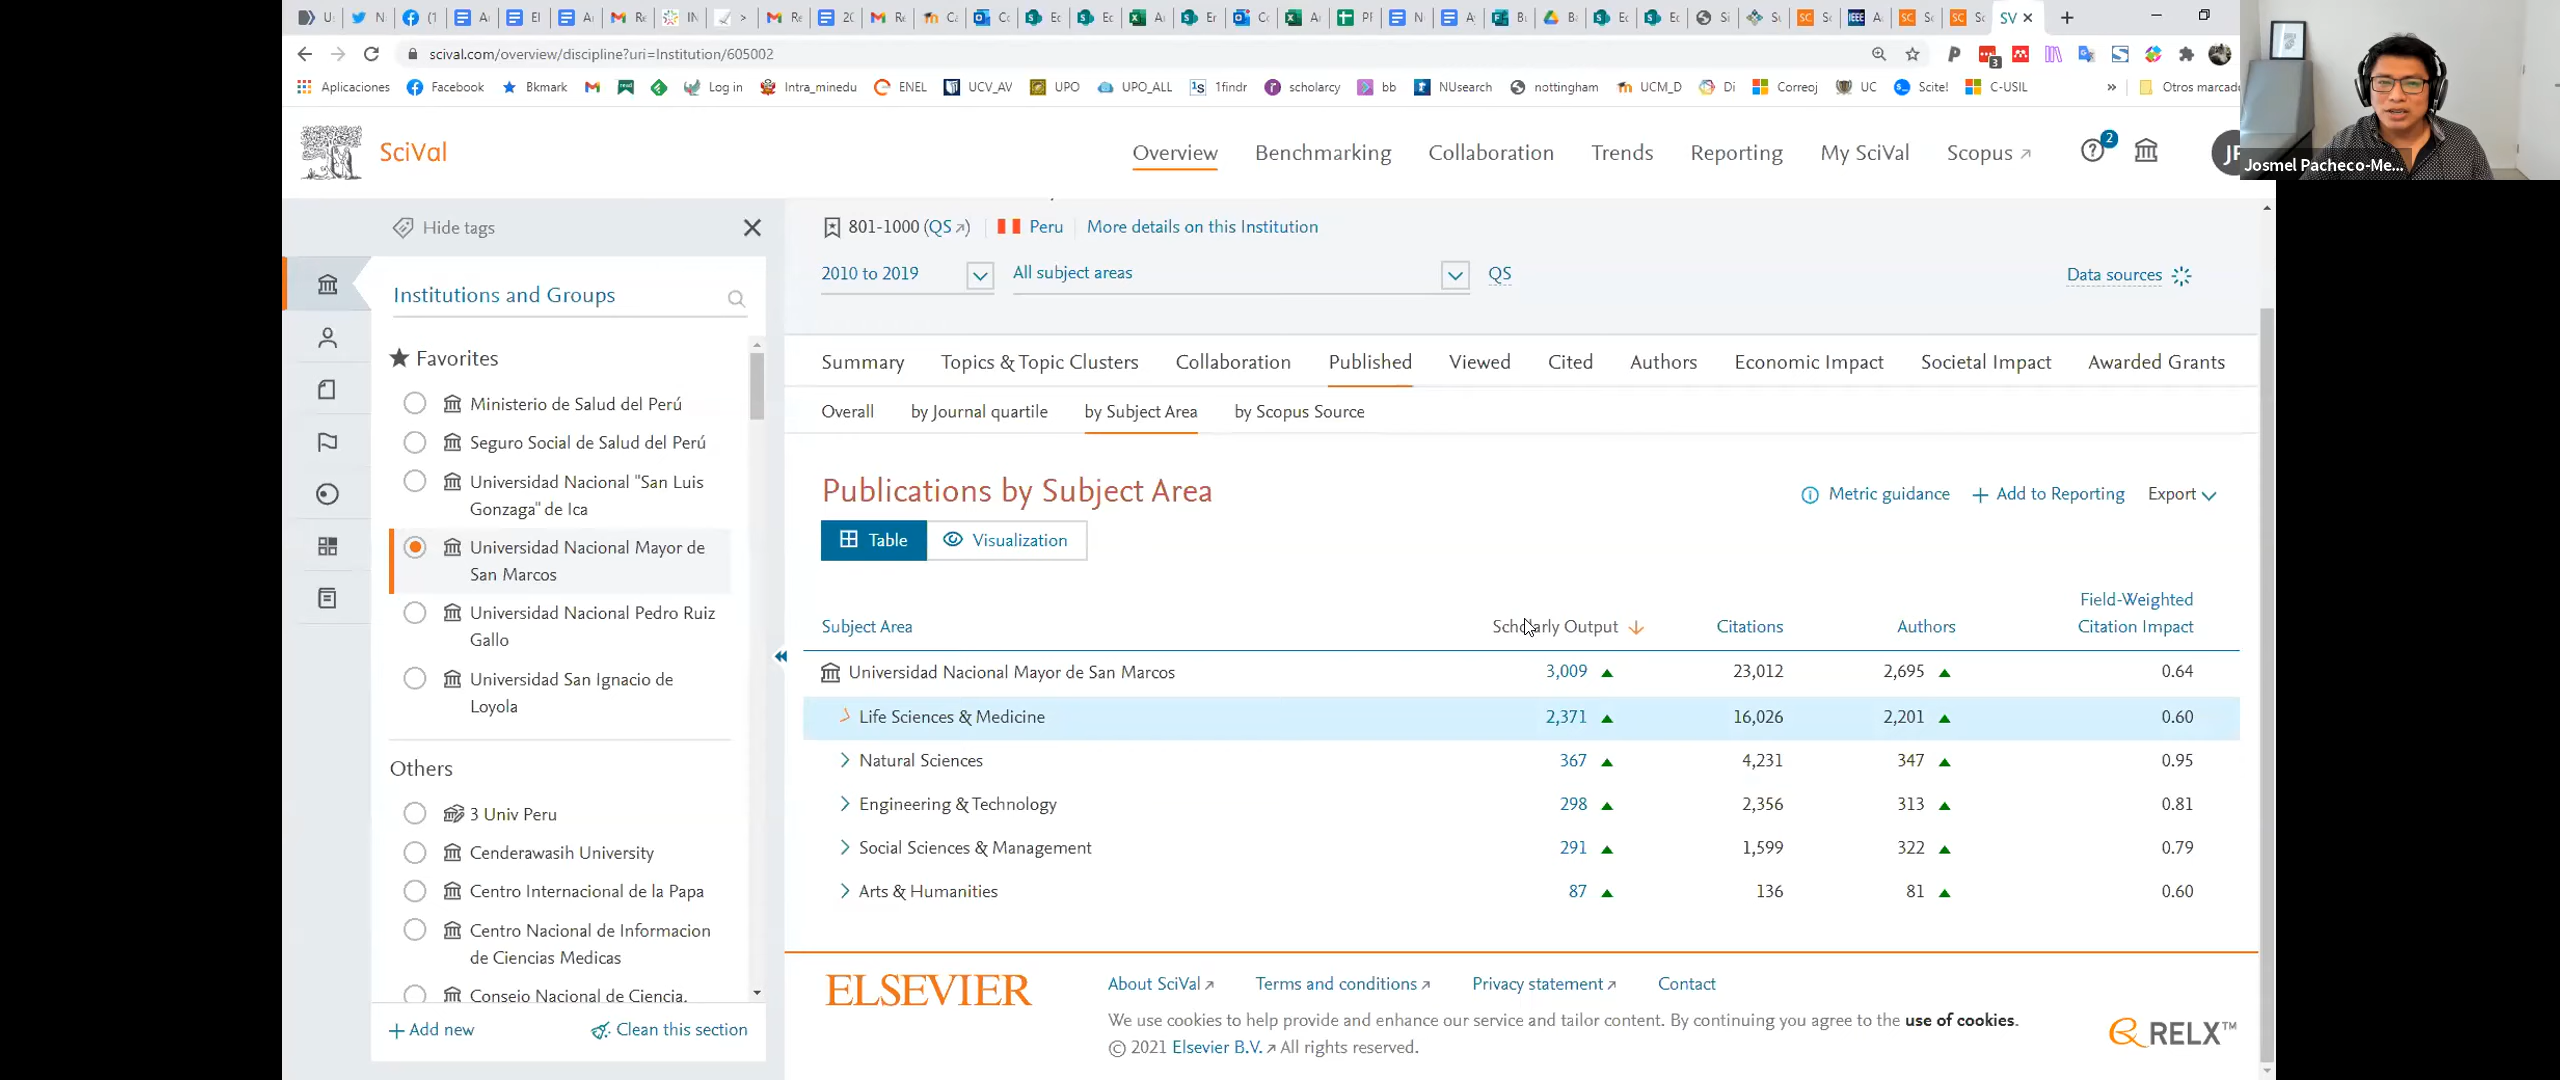 scival.com/overview/discipline?uri=Institution/605002
3
Aplicaciones Facebook Bkmark Log in Intra_minedu ENEL UCV_AV UPO UPO_ALL 1findr scholarcy bb NUsearch nottingham UCM_D Di Correoj UC Scite! C-USIL » Otros marcad
SciVal
Overview Benchmarking Collaboration Trends Reporting My SciVal Scopus ↗ 2
Josmel Pacheco-Me...
Hide tags
801-1000 (QS ↗) Peru More details on this Institution
2010 to 2019 All subject areas QS Data sources
Institutions and Groups
Favorites
Ministerio de Salud del Perú
Seguro Social de Salud del Perú
Universidad Nacional "San Luis
Gonzaga" de Ica
Universidad Nacional Mayor de
San Marcos
Universidad Nacional Pedro Ruiz
Gallo
Universidad San Ignacio de
Loyola
Others
3 Univ Peru
Cenderawasih University
Centro Internacional de la Papa
Centro Nacional de Informacion
de Ciencias Medicas
Consejo Nacional de Ciencia,
+ Add new Clean this section
Summary Topics & Topic Clusters Collaboration Published Viewed Cited Authors Economic Impact Societal Impact Awarded Grants
Overall by Journal quartile by Subject Area by Scopus Source
Publications by Subject Area
Metric guidance + Add to Reporting Export
Table Visualization
Field-Weighted
Subject Area Scholarly Output Citations Authors Citation Impact
Universidad Nacional Mayor de San Marcos 3,009 23,012 2,695 0.64
Life Sciences & Medicine 2,371 16,026 2,201 0.60
Natural Sciences 367 4,231 347 0.95
Engineering & Technology 298 2,356 313 0.81
Social Sciences & Management 291 1,599 322 0.79
Arts & Humanities 87 136 81 0.60
ELSEVIER
About SciVal ↗ Terms and conditions ↗ Privacy statement ↗ Contact
We use cookies to help provide and enhance our service and tailor content. By continuing you agree to the use of cookies.
© 2021 Elsevier B.V. ↗ All rights reserved.
RELX™